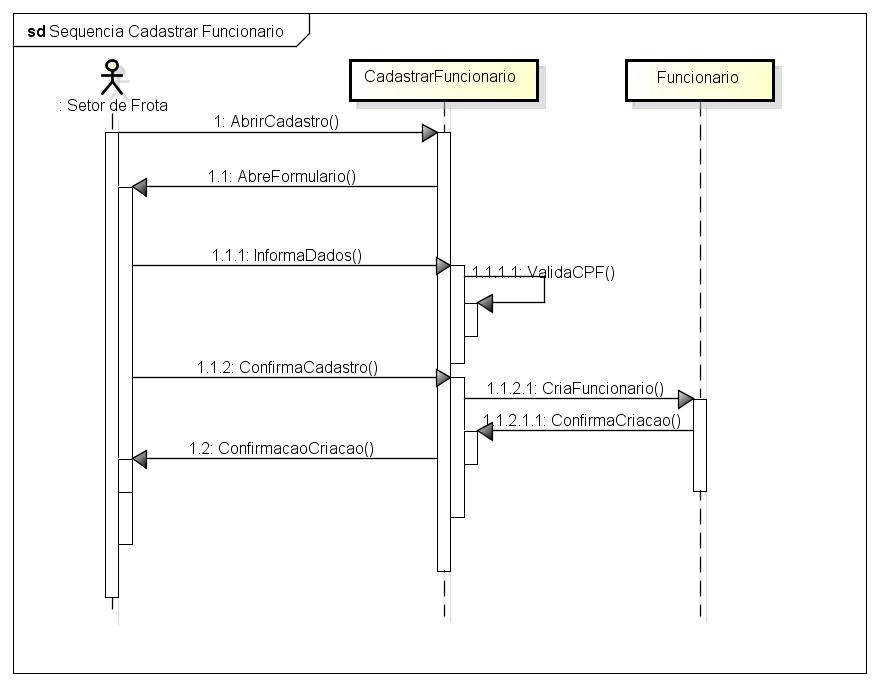 sd Sequencia Cadastrar Funcionario
: Setor de Frota
CadastrarFuncionario
Funcionario
1: AbrirCadastro()
1.1: AbreFormulario()
1.1.1: InformaDados()
1.1.1.1: ValidaCPF()
1.1.2: ConfirmaCadastro()
1.1.2.1: CriaFuncionario()
1.1.2.1.1: ConfirmaCriacao()
1.2: ConfirmacaoCriacao()